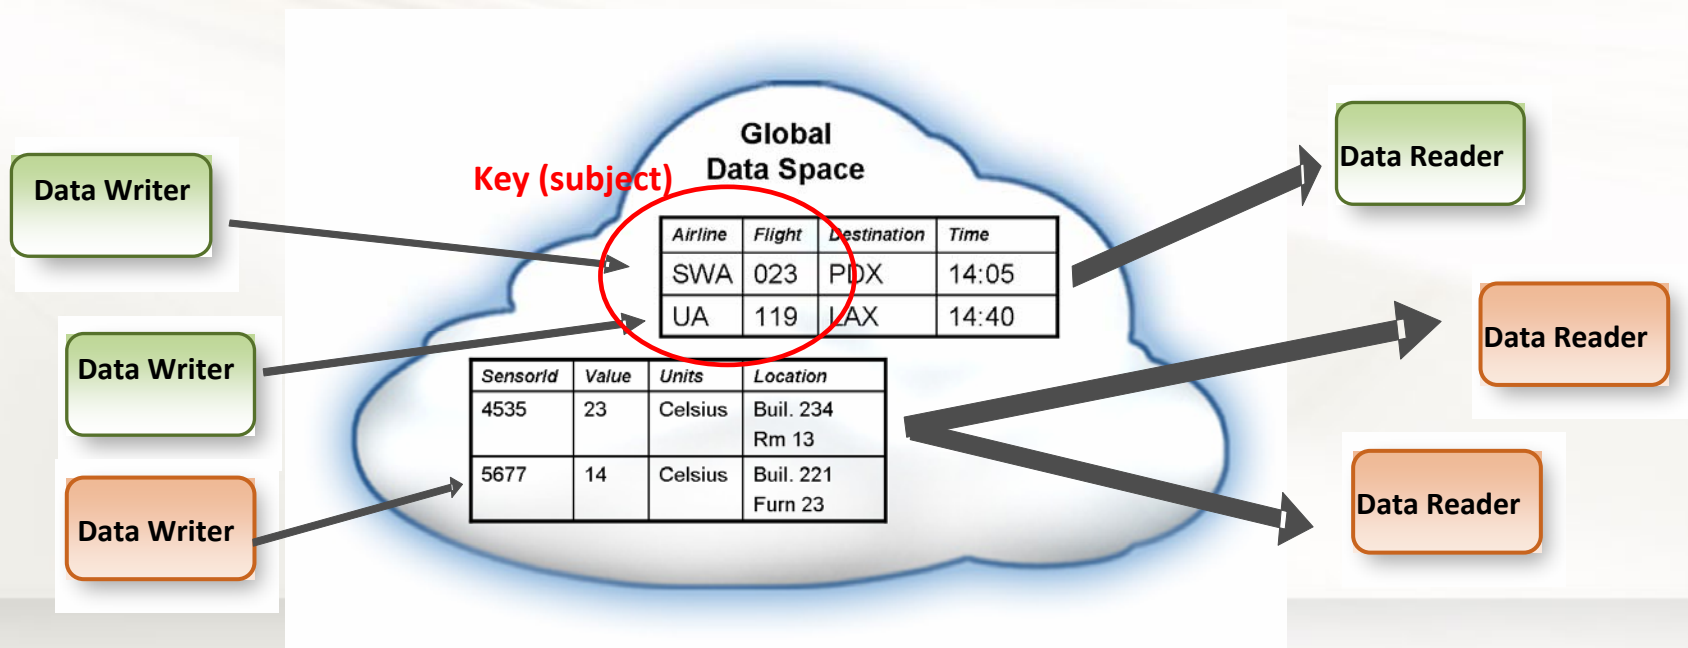 Global
Data Space
Key (subject)
Data Writer
Data Writer
Data Writer
Airline Flight Destination Time
SWA 023 PDX 14:05
UA 119 LAX 14:40
SensorId Value Units Location
4535 23 Celsius Buil. 234
Rm 13
5677 14 Celsius Buil. 221
Furn 23
Data Reader
Data Reader
Data Reader